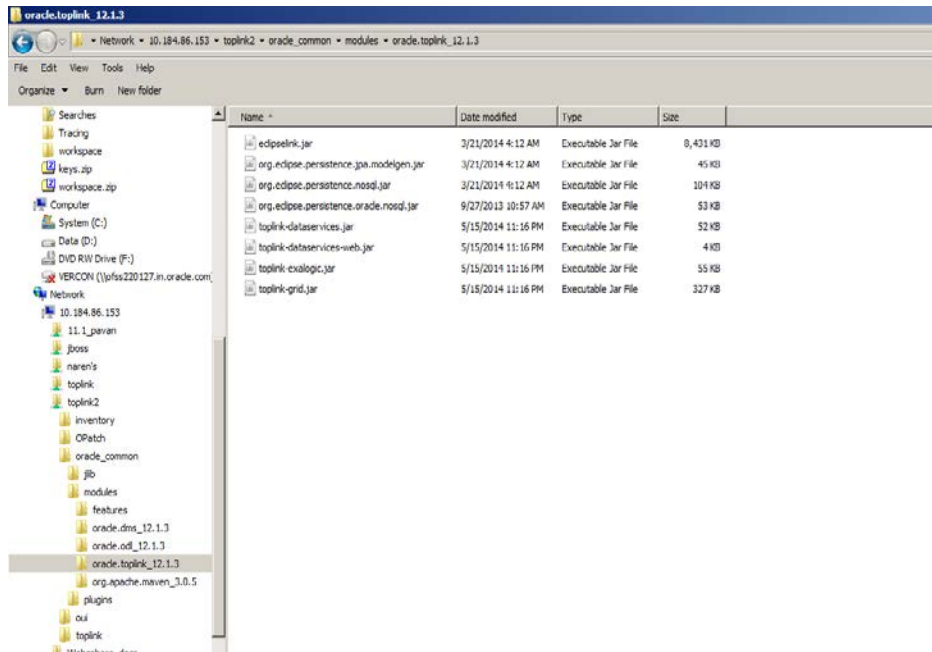 oracle.toplink_12.1.3
Network 10.184.86.153 toplink2 oracle_common modules oracle.toplink_12.1.3
File Edit View Tools Help
Organize Burn New folder
Searches
Tracing
workspace
keys.zip
workspace.zip
Computer
System (C:)
Data (D:)
DVD RW Drive (F:)
VERCON (\\ofss220127.in.oracle.com
Network
10.184.86.153
11.1_pavan
jboss
naren's
toplink
toplink2
inventory
OPatch
oracle_common
jlib
modules
features
oracle.dms_12.1.3
oracle.odl_12.1.3
oracle.toplink_12.1.3
org.apache.maven_3.0.5
plugins
oui
toplink
Name Date modified Type Size
eclipselink.jar 3/21/2014 4:12 AM Executable Jar File 8,431 KB
org.eclipse.persistence.jpa.modelgen.jar 3/21/2014 4:12 AM Executable Jar File 45 KB
org.eclipse.persistence.nosql.jar 3/21/2014 4:12 AM Executable Jar File 104 KB
org.eclipse.persistence.oracle.nosql.jar 9/27/2013 10:57 AM Executable Jar File 53 KB
toplink-dataservices.jar 5/15/2014 11:16 PM Executable Jar File 52 KB
toplink-dataservices-web.jar 5/15/2014 11:16 PM Executable Jar File 4 KB
toplink-exalogic.jar 5/15/2014 11:16 PM Executable Jar File 55 KB
toplink-grid.jar 5/15/2014 11:16 PM Executable Jar File 327 KB